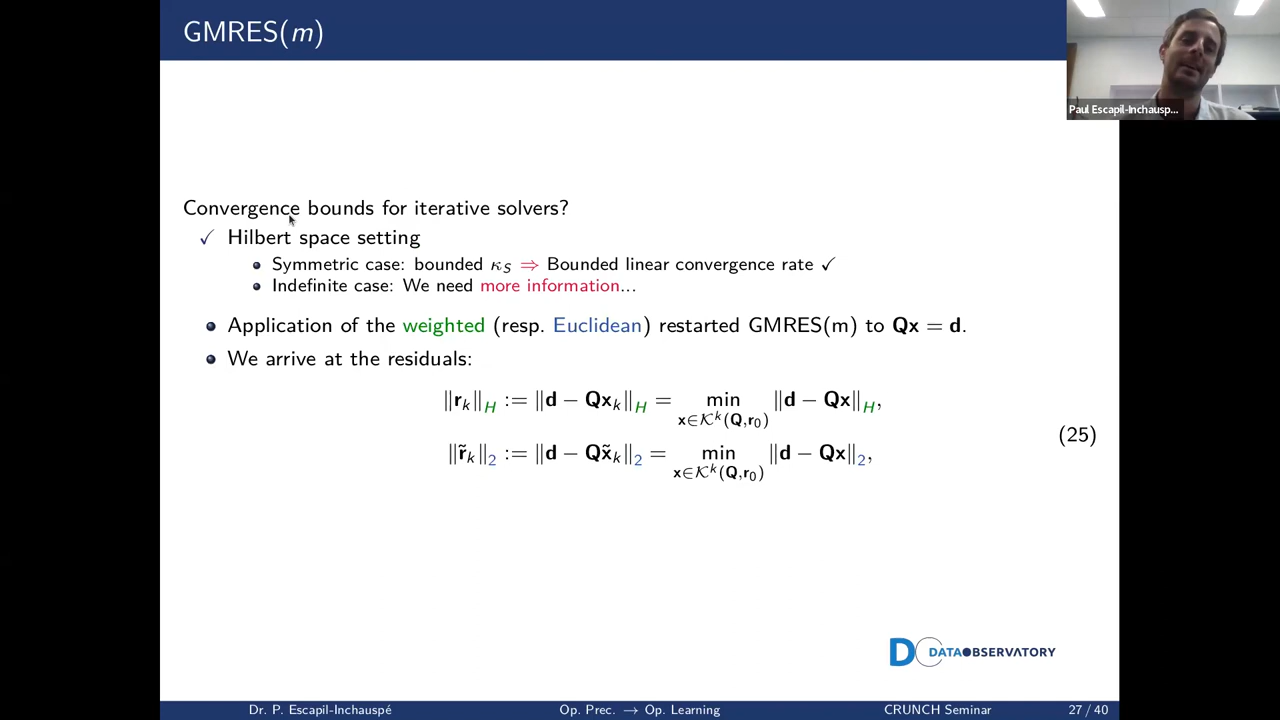 GMRES(m)
Paul Escapil-Inchausp...
Convergence bounds for iterative solvers?
✓ Hilbert space setting
• Symmetric case: bounded κ_S ⇒ Bounded linear convergence rate ✓
• Indefinite case: We need more information...
• Application of the weighted (resp. Euclidean) restarted GMRES(m) to Qx = d.
• We arrive at the residuals:
‖r_k‖_H := ‖d − Qx_k‖_H = min_{x∈𝒦^k(Q,r_0)} ‖d − Qx‖_H,
(25)
‖r̃_k‖_2 := ‖d − Qx̃_k‖_2 = min_{x∈𝒦^k(Q,r_0)} ‖d − Qx‖_2,
DO DATAOBSERVATORY
Dr. P. Escapil-Inchauspé Op. Prec. → Op. Learning CRUNCH Seminar 27 / 40